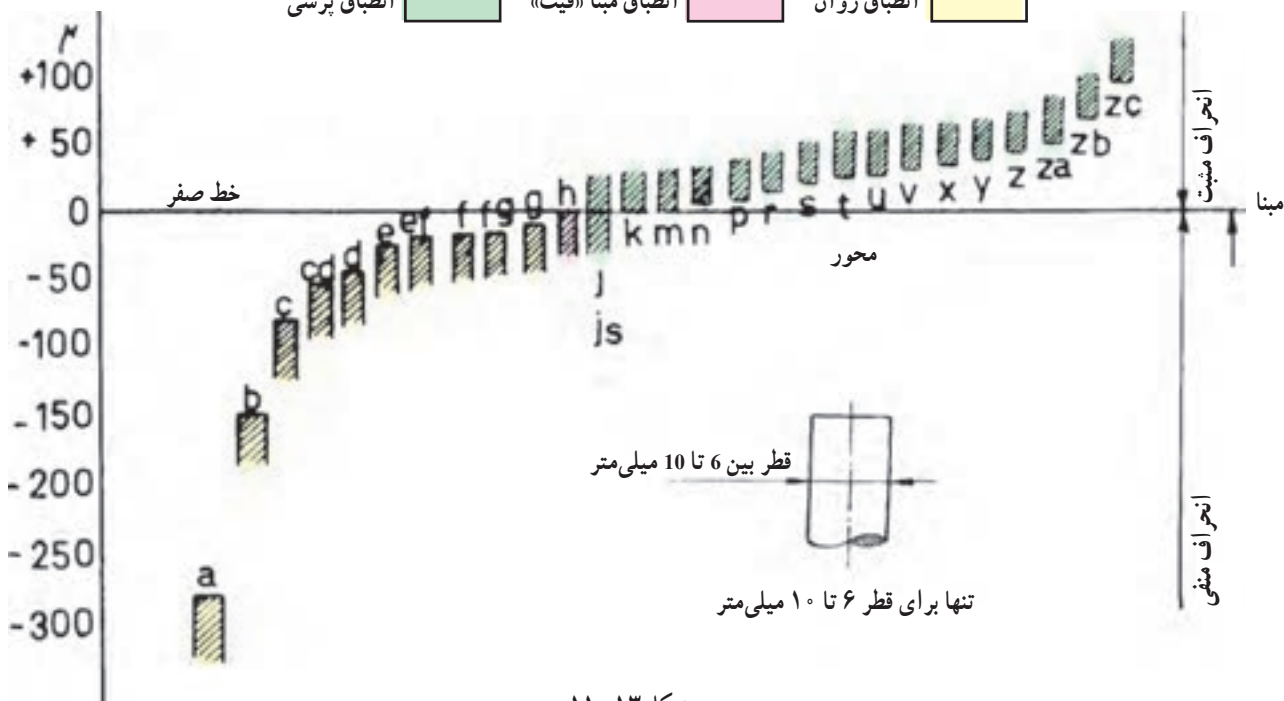 انطباق روان انطباق مبنا «فیت» انطباق پرسی
μ
+100
+ 50
0
- 50
-100
- 150
- 200
- 250
-300
خط صفر
a
b
c
cd
d
e
ef
f
fg
g
h
j
js
k
m
n
p
r
s
t
u
v
x
y
z
za
zb
zc
محور
انحراف مثبت
مبنا
انحراف منفی
قطر بین 6 تا 10 میلی‌متر
تنها برای قطر ۶ تا ۱۰ میلی‌متر